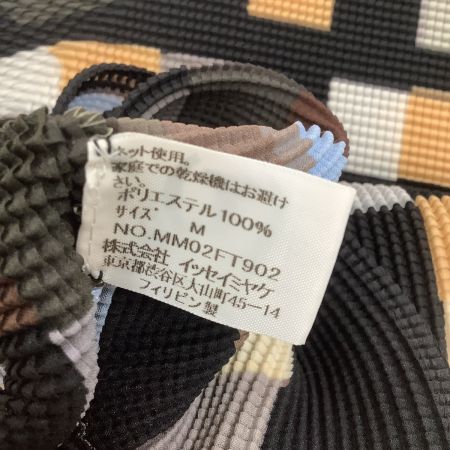 ネット使用。
家庭での乾燥機はお避け
さい。
ポリエステル100%
サイズ M
NO.MM02FT902
株式会社 イッセイミヤケ
東京都渋谷区大山町45-14
フィリピン製